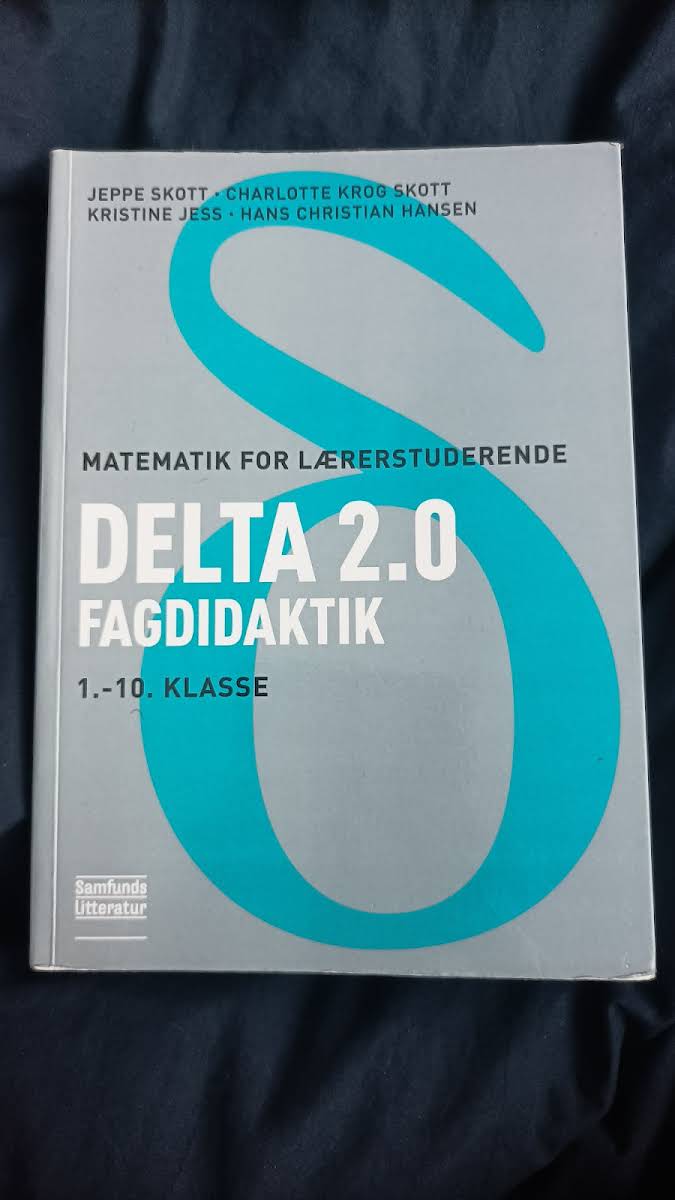 JEPPE SKOTT · CHARLOTTE KROG SKOTT
KRISTINE JESS · HANS CHRISTIAN HANSEN
MATEMATIK FOR LÆRERSTUDERENDE
DELTA 2.0
FAGDIDAKTIK
1.-10. KLASSE
Samfunds
Litteratur